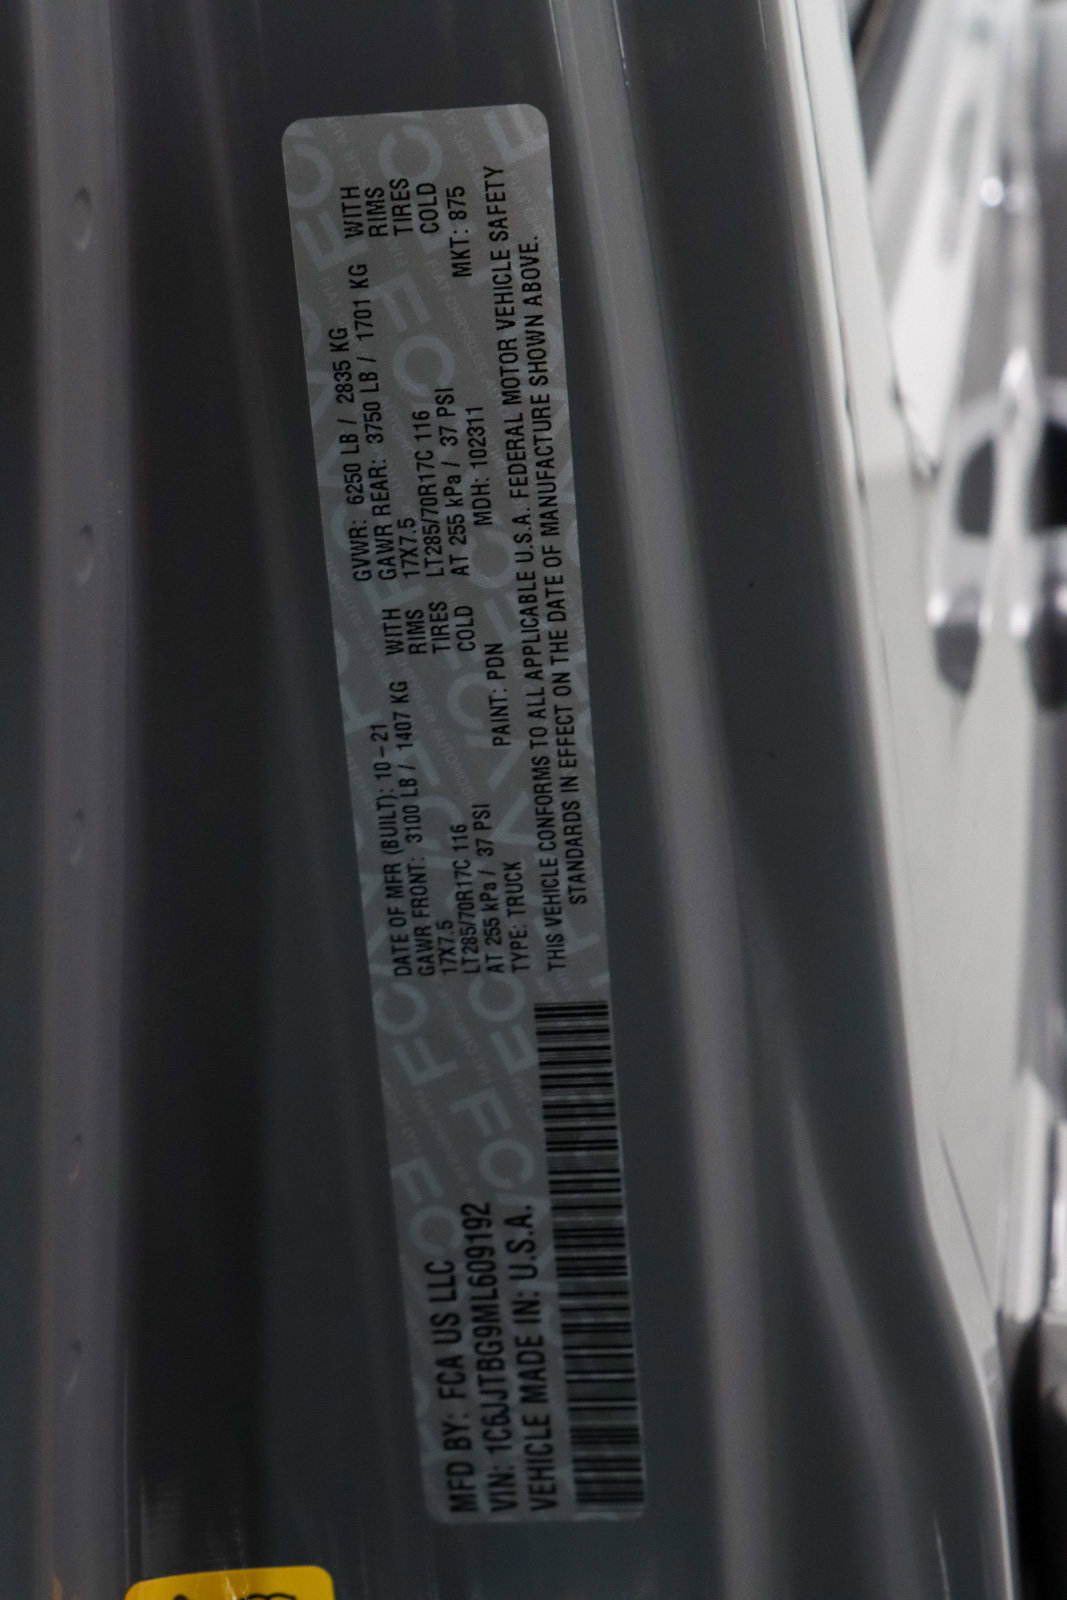 MFD BY: FCA US LLC
VIN: 1C6JJTBG9ML609192
VEHICLE MADE IN: U.S.A.
DATE OF MFR (BUILT): 10-21 GVWR: 6250 LB / 2835 KG
GAWR FRONT: 3100 LB / 1407 KG WITH GAWR REAR: 3750 LB / 1701 KG WITH
17X7.5 RIMS 17X7.5 RIMS
LT285/70R17C 116 TIRES LT285/70R17C 116 TIRES
AT 255 kPa / 37 PSI COLD AT 255 kPa / 37 PSI COLD
TYPE: TRUCK PAINT: PDN MDH: 102311 MKT: 875
THIS VEHICLE CONFORMS TO ALL APPLICABLE U.S.A. FEDERAL MOTOR VEHICLE SAFETY
STANDARDS IN EFFECT ON THE DATE OF MANUFACTURE SHOWN ABOVE.